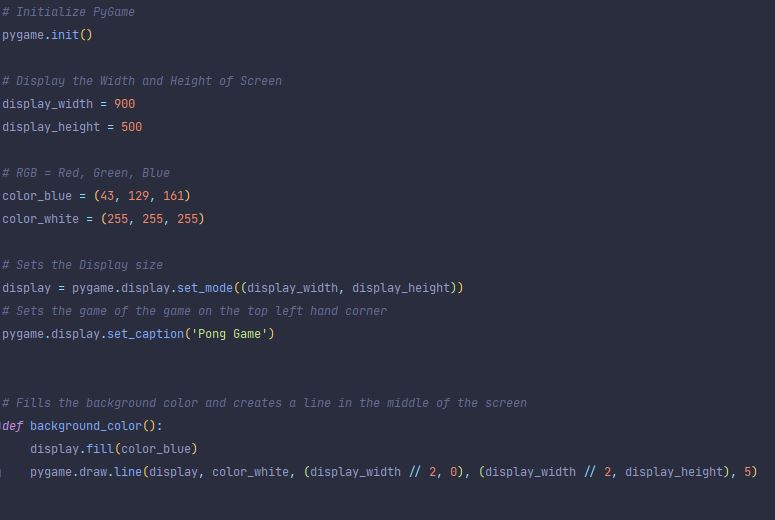 # Initialize PyGame
pygame.init()
# Display the Width and Height of Screen
display_width = 900
display_height = 500
# RGB = Red, Green, Blue
color_blue = (43, 129, 161)
color_white = (255, 255, 255)
# Sets the Display size
display = pygame.display.set_mode((display_width, display_height))
# Sets the game of the game on the top left hand corner
pygame.display.set_caption('Pong Game')
# Fills the background color and creates a line in the middle of the screen
def background_color():
    display.fill(color_blue)
    pygame.draw.line(display, color_white, (display_width // 2, 0), (display_width // 2, display_height), 5)